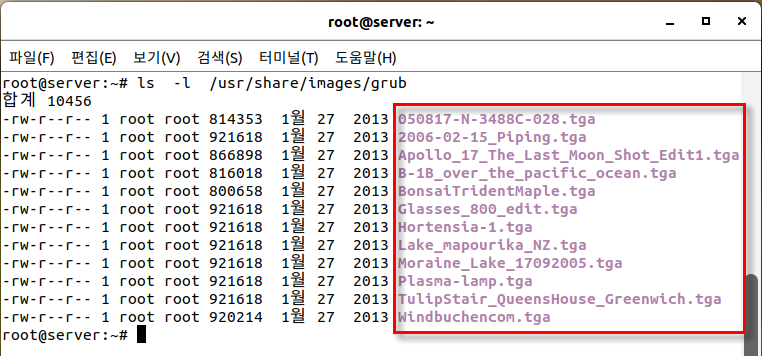 root@server: ~
파일(F) 편집(E) 보기(V) 검색(S) 터미널(T) 도움말(H)
root@server:~# ls  -l  /usr/share/images/grub
합계 10456
-rw-r--r-- 1 root root 814353  1월 27  2013 050817-N-3488C-028.tga
-rw-r--r-- 1 root root 921618  1월 27  2013 2006-02-15_Piping.tga
-rw-r--r-- 1 root root 866898  1월 27  2013 Apollo_17_The_Last_Moon_Shot_Edit1.tga
-rw-r--r-- 1 root root 816018  1월 27  2013 B-1B_over_the_pacific_ocean.tga
-rw-r--r-- 1 root root 800658  1월 27  2013 BonsaiTridentMaple.tga
-rw-r--r-- 1 root root 921618  1월 27  2013 Glasses_800_edit.tga
-rw-r--r-- 1 root root 921618  1월 27  2013 Hortensia-1.tga
-rw-r--r-- 1 root root 921618  1월 27  2013 Lake_mapourika_NZ.tga
-rw-r--r-- 1 root root 921618  1월 27  2013 Moraine_Lake_17092005.tga
-rw-r--r-- 1 root root 921618  1월 27  2013 Plasma-lamp.tga
-rw-r--r-- 1 root root 921618  1월 27  2013 TulipStair_QueensHouse_Greenwich.tga
-rw-r--r-- 1 root root 920214  1월 27  2013 Windbuchencom.tga
root@server:~#